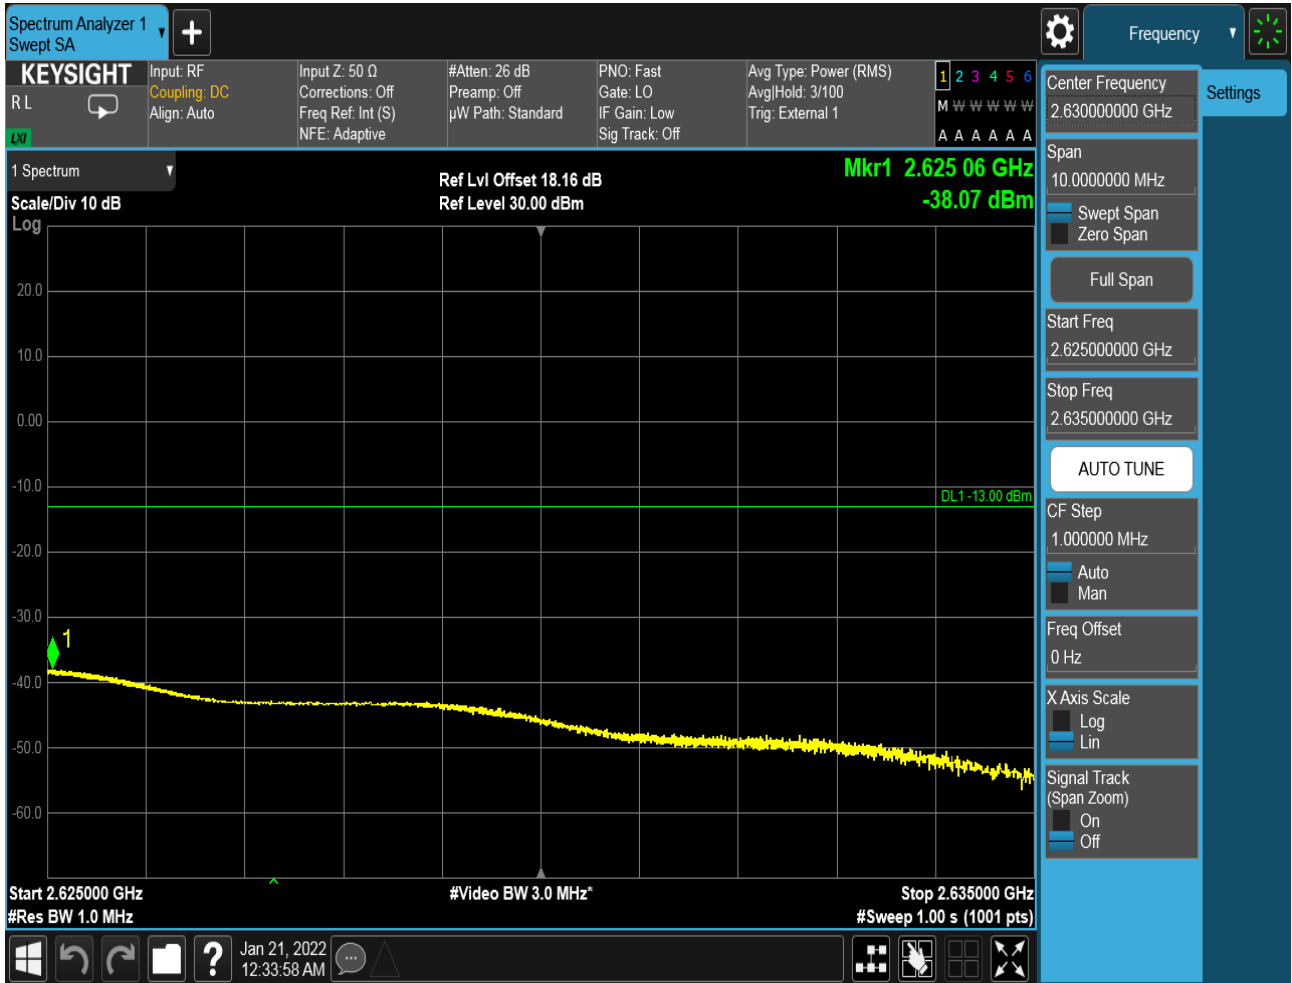 Spectrum Analyzer 1
Swept SA
Frequency
KEYSIGHT
R L
LXI
Input: RF
Coupling: DC
Align: Auto
Input Z: 50 Ω
Corrections: Off
Freq Ref: Int (S)
NFE: Adaptive
#Atten: 26 dB
Preamp: Off
µW Path: Standard
PNO: Fast
Gate: LO
IF Gain: Low
Sig Track: Off
Avg Type: Power (RMS)
Avg|Hold: 3/100
Trig: External 1
1 2 3 4 5 6
M W W W W W
A A A A A A
1 Spectrum
Scale/Div 10 dB
Log
Ref Lvl Offset 18.16 dB
Ref Level 30.00 dBm
Mkr1 2.625 06 GHz
-38.07 dBm
20.0
10.0
0.00
-10.0
DL1 -13.00 dBm
-20.0
-30.0
1
-40.0
-50.0
-60.0
Start 2.625000 GHz
#Res BW 1.0 MHz
#Video BW 3.0 MHz*
Stop 2.635000 GHz
#Sweep 1.00 s (1001 pts)
Jan 21, 2022
12:33:58 AM
Center Frequency
2.630000000 GHz
Span
10.0000000 MHz
Swept Span
Zero Span
Full Span
Start Freq
2.625000000 GHz
Stop Freq
2.635000000 GHz
AUTO TUNE
CF Step
1.000000 MHz
Auto
Man
Freq Offset
0 Hz
X Axis Scale
Log
Lin
Signal Track
(Span Zoom)
On
Off
Settings